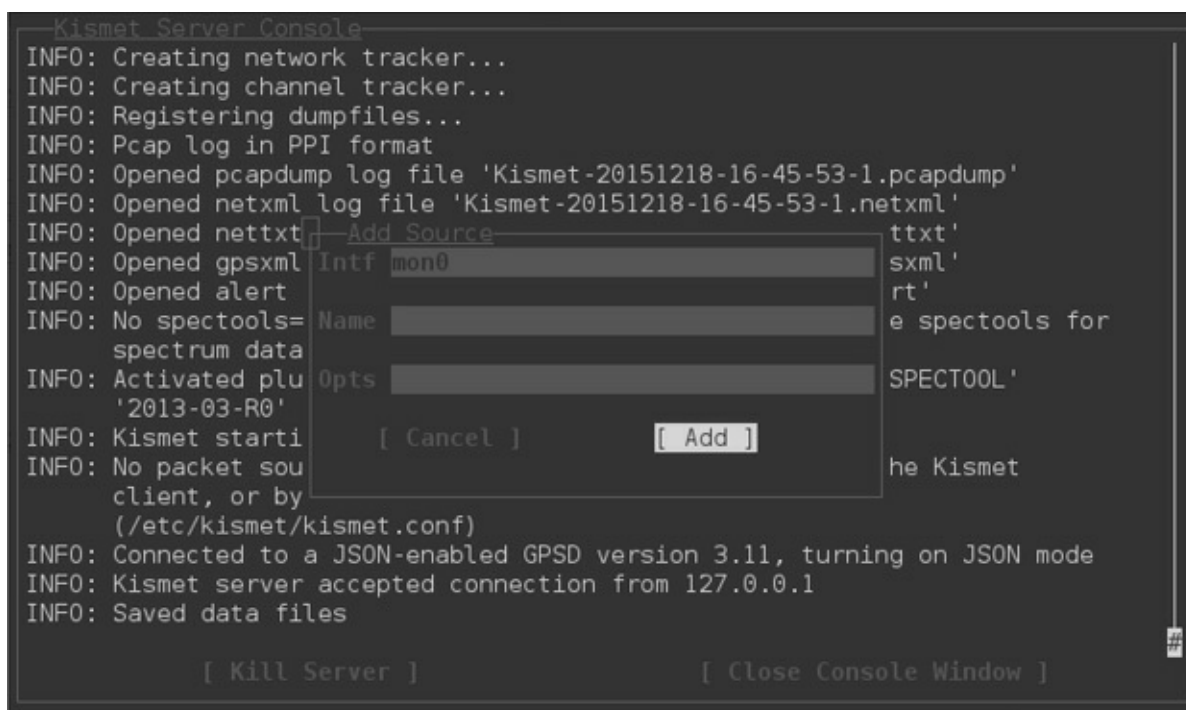 Kismet Server Console
INFO: Creating network tracker...
INFO: Creating channel tracker...
INFO: Registering dumpfiles...
INFO: Pcap log in PPI format
INFO: Opened pcapdump log file 'Kismet-20151218-16-45-53-1.pcapdump'
INFO: Opened netxml log file 'Kismet-20151218-16-45-53-1.netxml'
INFO: Opened nettxt Add Source ttxt'
INFO: Opened gpsxml Intf mon0 sxml'
INFO: Opened alert rt'
INFO: No spectools= Name e spectools for
spectrum data
INFO: Activated plu Opts SPECTOOL'
'2013-03-R0'
INFO: Kismet starti [ Cancel ] [ Add ]
INFO: No packet sou he Kismet
client, or by
(/etc/kismet/kismet.conf)
INFO: Connected to a JSON-enabled GPSD version 3.11, turning on JSON mode
INFO: Kismet server accepted connection from 127.0.0.1
INFO: Saved data files
#
[ Kill Server ] [ Close Console Window ]